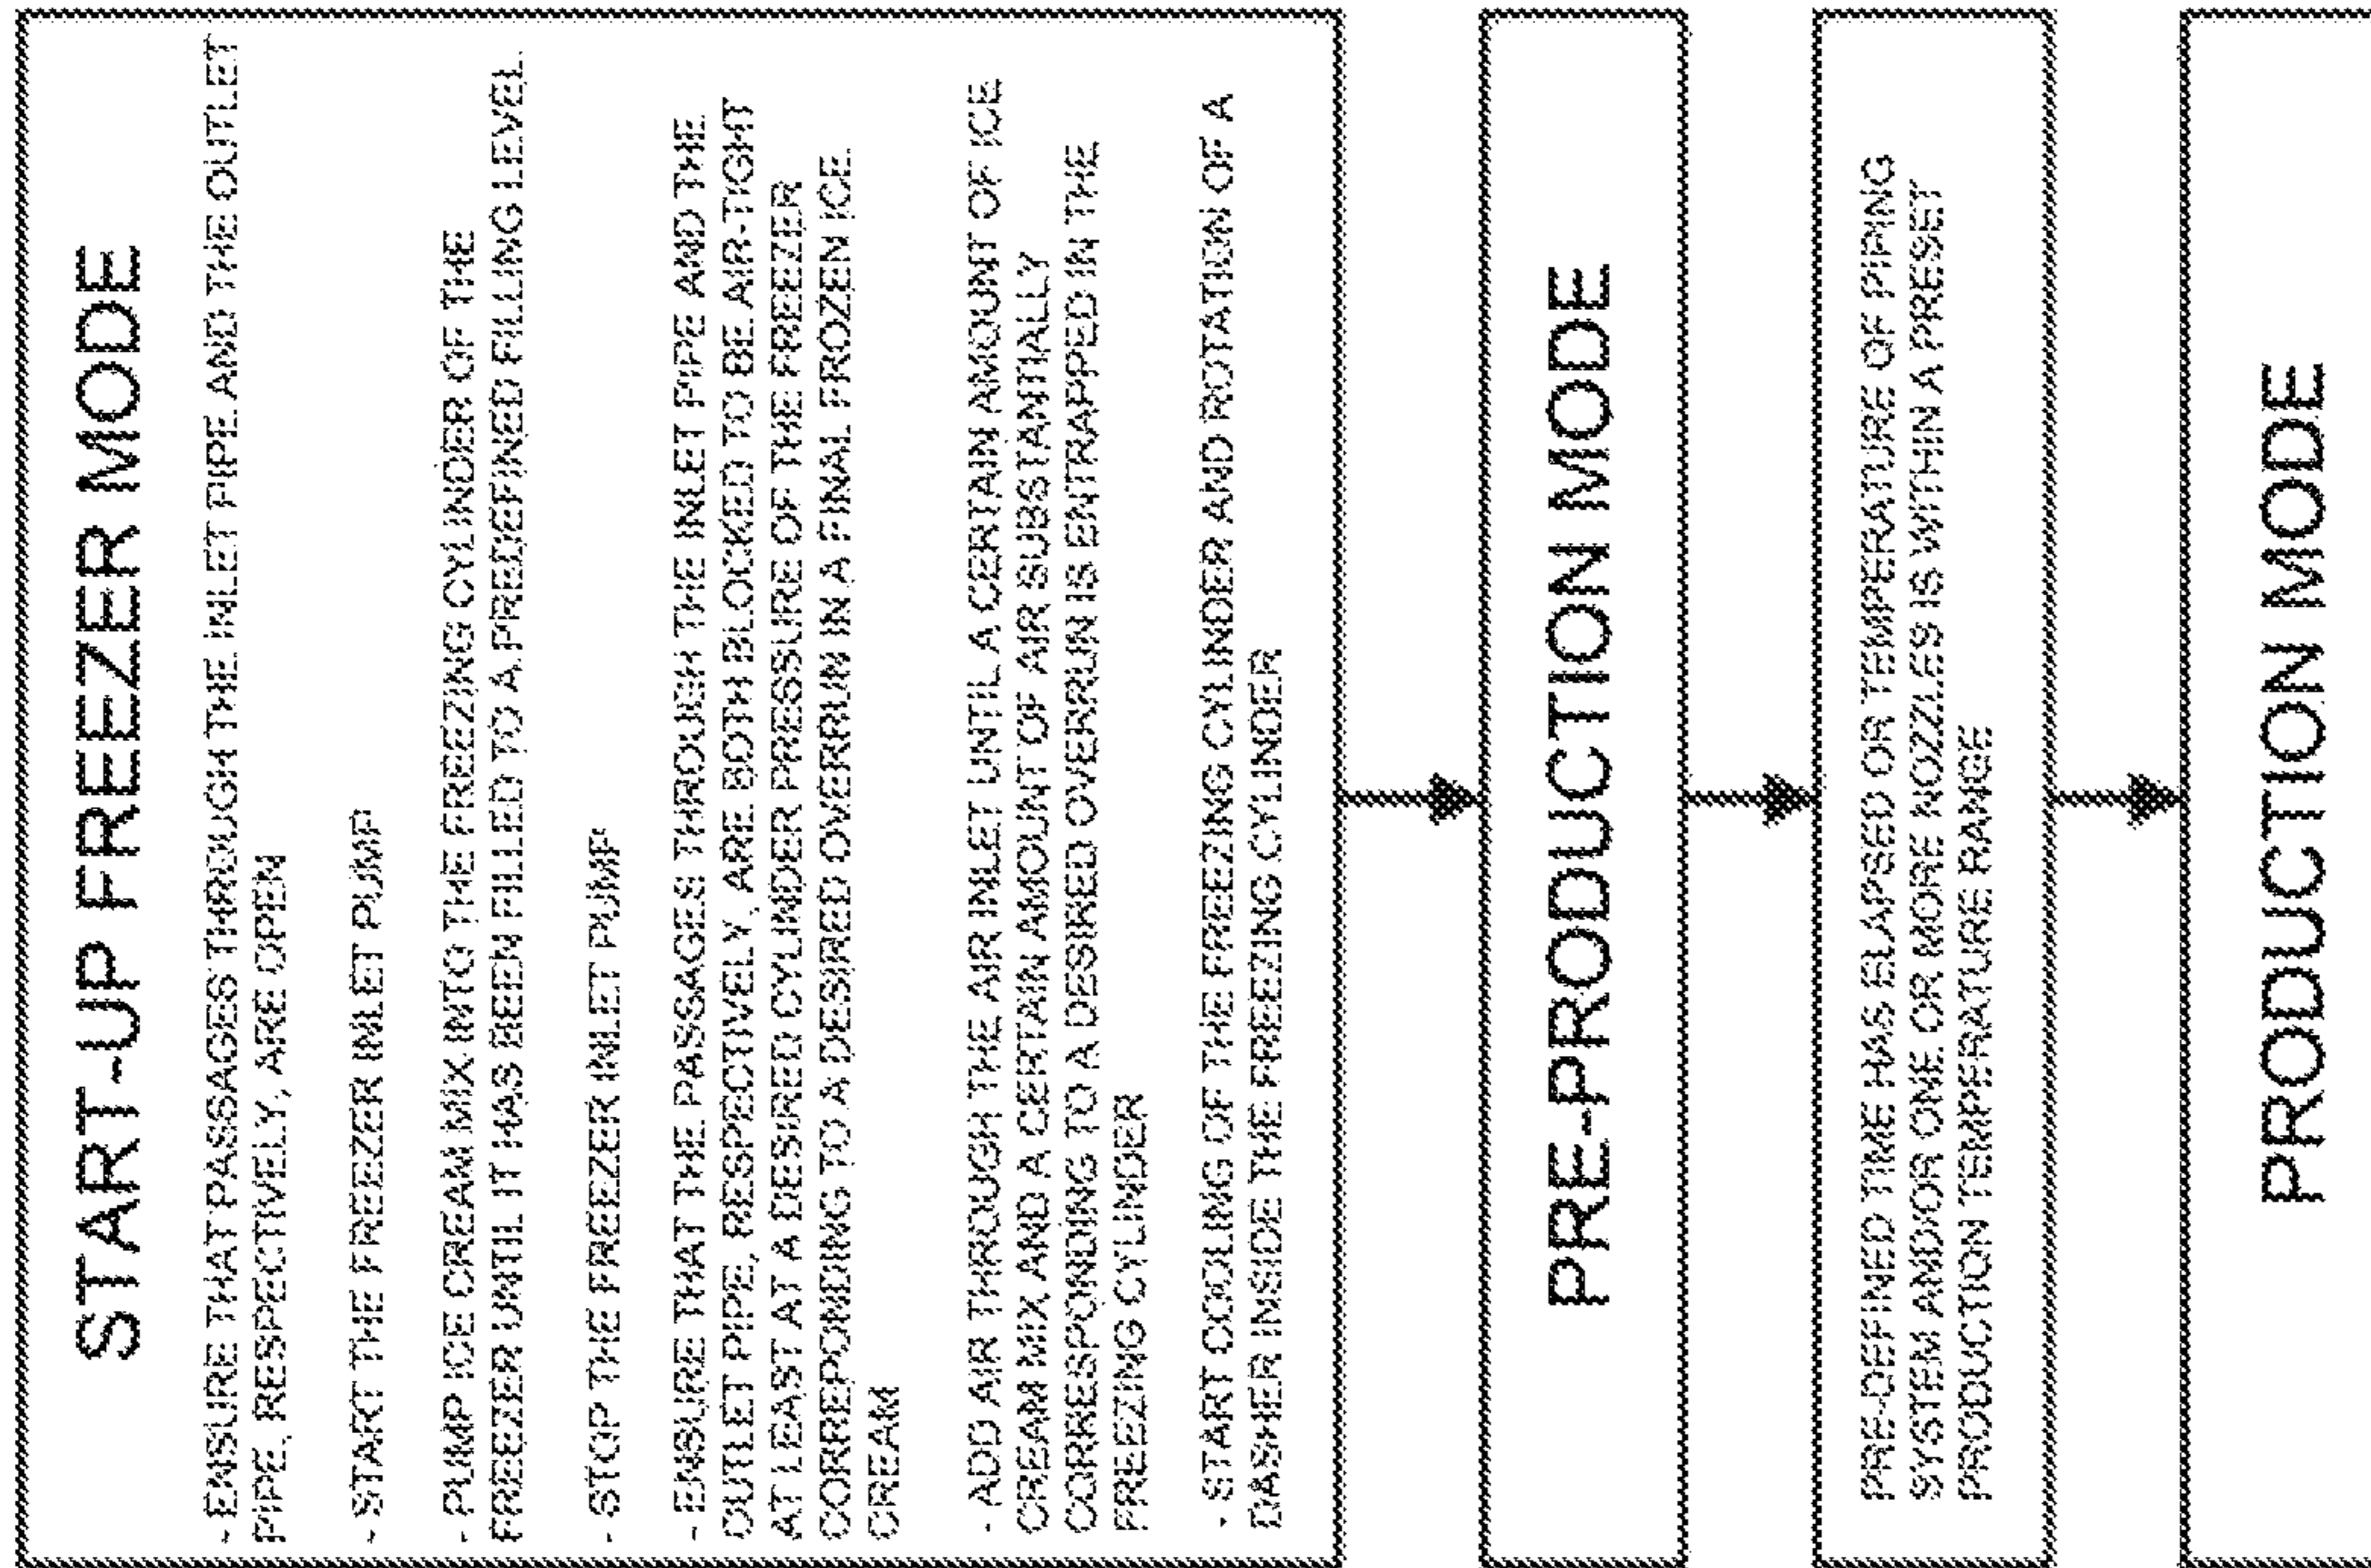 START-UP FREEZER MODE
- ENSURE THAT PASSAGES THROUGH THE INLET PIPE AND THE OUTLET
PIPE, RESPECTIVELY, ARE OPEN
- START THE FREEZER INLET PUMP
- PUMP ICE CREAM MIX INTO THE FREEZING CYLINDER OF THE
FREEZER UNTIL IT HAS BEEN FILLED TO A PREDEFINED FILLING LEVEL
- STOP THE FREEZER INLET PUMP
- ENSURE THAT THE PASSAGES THROUGH THE INLET PIPE AND THE
OUTLET PIPE, RESPECTIVELY, ARE BOTH BLOCKED TO BE AIR-TIGHT
AT LEAST AT A DESIRED CYLINDER PRESSURE OF THE FREEZER
CORREPONDING TO A DESIRED OVERRUN IN A FINAL FROZEN ICE
CREAM
- ADD AIR THROUGH THE AIR INLET UNTIL A CERTAIN AMOUNT OF ICE
CREAM MIX AND A CERTAIN AMOUNT OF AIR SUBSTANTIALLY
CORRESPONDING TO A DESIRED OVERRUN IS ENTRAPPED IN THE
FREEZING CYLINDER
- START COOLING OF THE FREEZING CYLINDER AND ROTATION OF A
DASHER INSIDE THE FREEZING CYLINDER
PRE-PRODUCTION MODE
PRE-DEFINED TIME HAS ELAPSED OR TEMPERATURE OF PIPING
SYSTEM AND/OR ONE OR MORE NOZZLES IS WITHIN A PRESET
PRODUCTION TEMPERATURE RANGE
PRODUCTION MODE